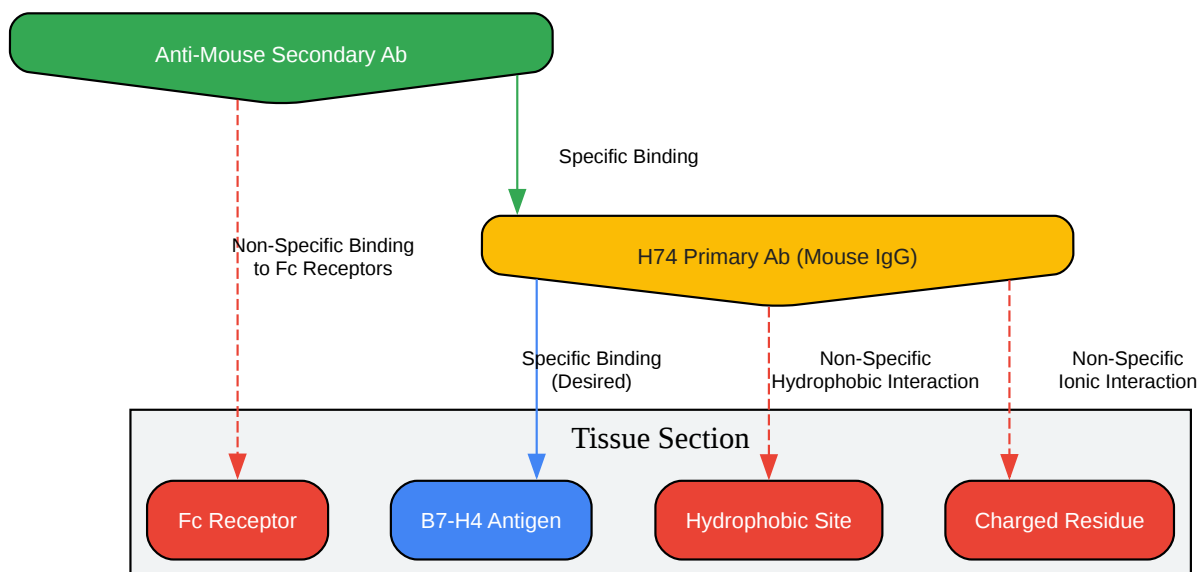 Anti-Mouse Secondary Ab
Specific Binding
Non-Specific Binding
to Fc Receptors
H74 Primary Ab (Mouse IgG)
Specific Binding
(Desired)
Non-Specific
Hydrophobic Interaction
Non-Specific
Ionic Interaction
Tissue Section
Fc Receptor
B7-H4 Antigen
Hydrophobic Site
Charged Residue